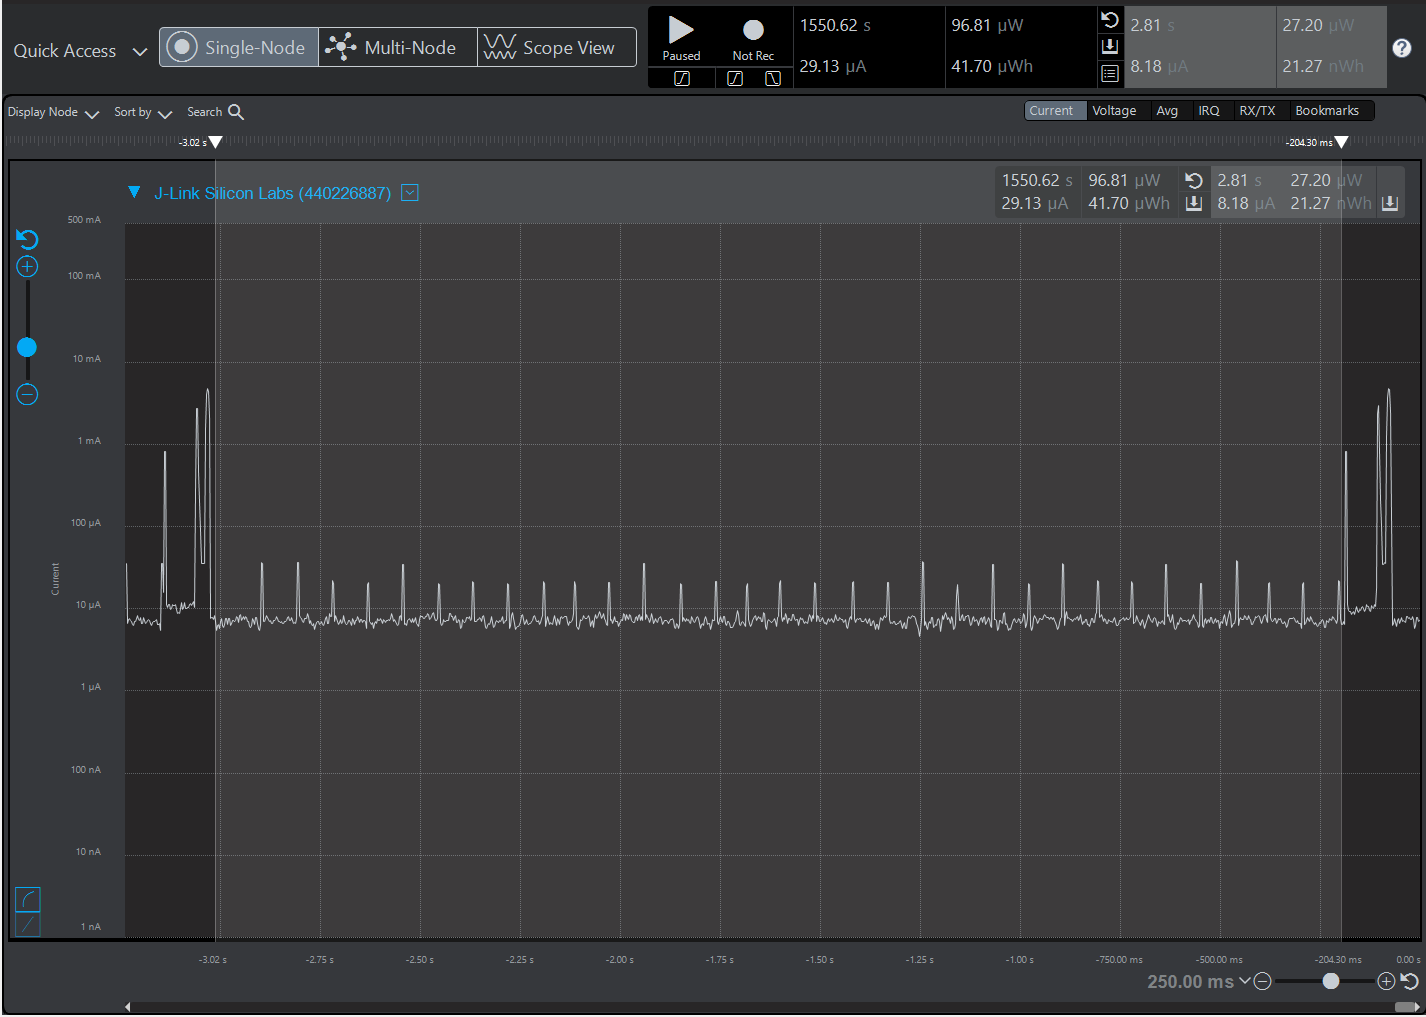 Quick Access Single-Node Multi-Node Scope View
Paused Not Rec
1550.62 s 96.81 µW 2.81 s 27.20 µW
29.13 µA 41.70 µWh 8.18 µA 21.27 nWh
?
Display Node Sort by Search
Current Voltage Avg IRQ RX/TX Bookmarks
-3.02 s -204.30 ms
J-Link Silicon Labs (440226887)
1550.62 s 96.81 µW 2.81 s 27.20 µW
29.13 µA 41.70 µWh 8.18 µA 21.27 nWh
500 mA
100 mA
10 mA
1 mA
100 µA
10 µA
1 µA
100 nA
10 nA
1 nA
Current
-3.02 s -2.75 s -2.50 s -2.25 s -2.00 s -1.75 s -1.50 s -1.25 s -1.00 s -750.00 ms -500.00 ms -204.30 ms 0.00 s
250.00 ms